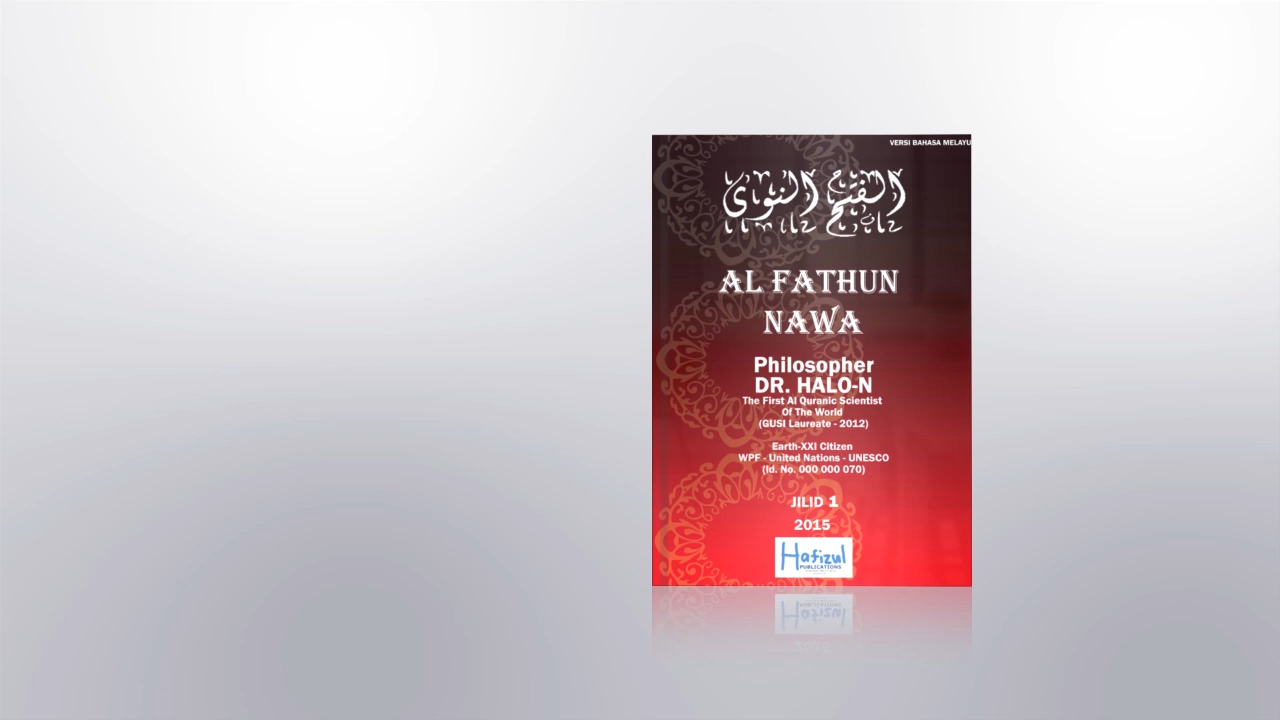 VERSI BAHASA MELAYU
الفتح النوى
AL FATHUN
NAWA
Philosopher
DR. HALO-N
The First Al Quranic Scientist
Of The World
(GUSI Laureate - 2012)
Earth-XXI Citizen
WPF - United Nations - UNESCO
(Id. No. 000 000 070)
JILID 1
2015
Hafizul
PUBLICATIONS